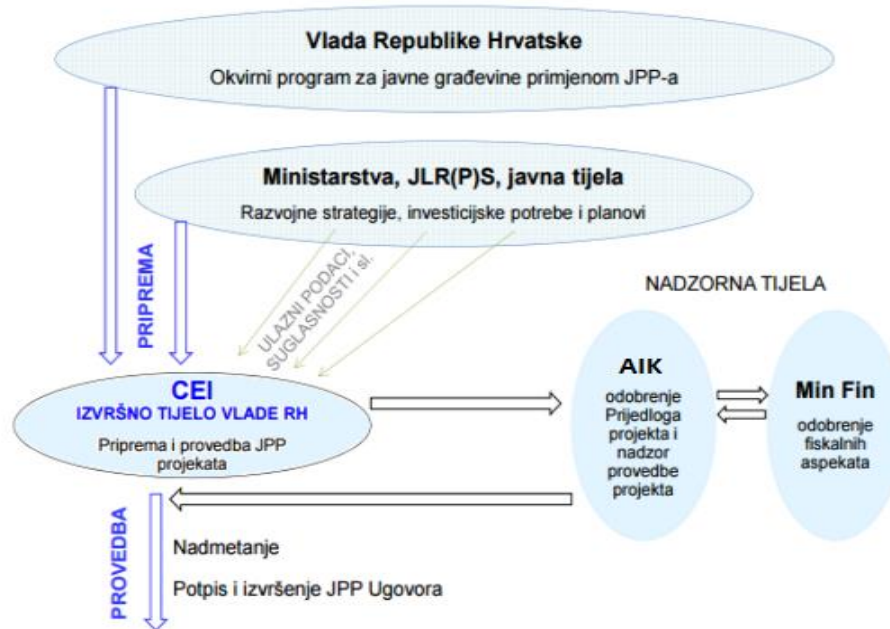 Vlada Republike Hrvatske
Okvirni program za javne građevine primjenom JPP-a
Ministarstva, JLR(P)S, javna tijela
Razvojne strategije, investicijske potrebe i planovi
PRIPREMA
ULAZNI PODACI,
SUGLASNOSTI i sl.
NADZORNA TIJELA
CEI
IZVRŠNO TIJELO VLADE RH
Priprema i provedba JPP
projekata
AIK
odobrenje
Prijedloga
projekta i
nadzor
provedbe
projekta
Min Fin
odobrenje
fiskalnih
aspekata
PROVEDBA
Nadmetanje
Potpis i izvršenje JPP Ugovora